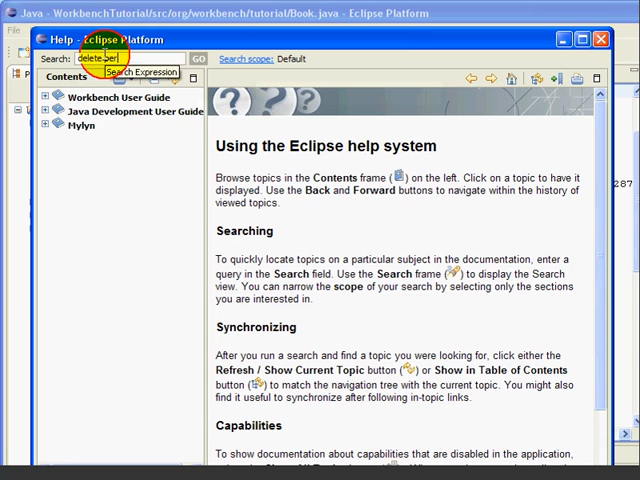 Java - WorkbenchTutorial/src/org/workbench/tutorial/Book.java - Eclipse Platform
File
Help - Eclipse Platform
Search:
GO
Search scope: Default
Search Expression
Contents
Workbench User Guide
Java Development User Guide
Mylyn
Using the Eclipse help system
Browse topics in the Contents frame ( ) on the left. Click on a topic to have it
displayed. Use the Back and Forward buttons to navigate within the history of
viewed topics.
Searching
To quickly locate topics on a particular subject in the documentation, enter a
query in the Search field. Use the Search frame ( ) to display the Search
view. You can narrow the scope of your search by selecting only the sections
you are interested in.
Synchronizing
After you run a search and find a topic you were looking for, click either the
Refresh / Show Current Topic button ( ) or Show in Table of Contents
button ( ) to match the navigation tree with the current topic. You might also
find it useful to synchronize after following in-topic links.
Capabilities
To show documentation about capabilities that are disabled in the application,
287